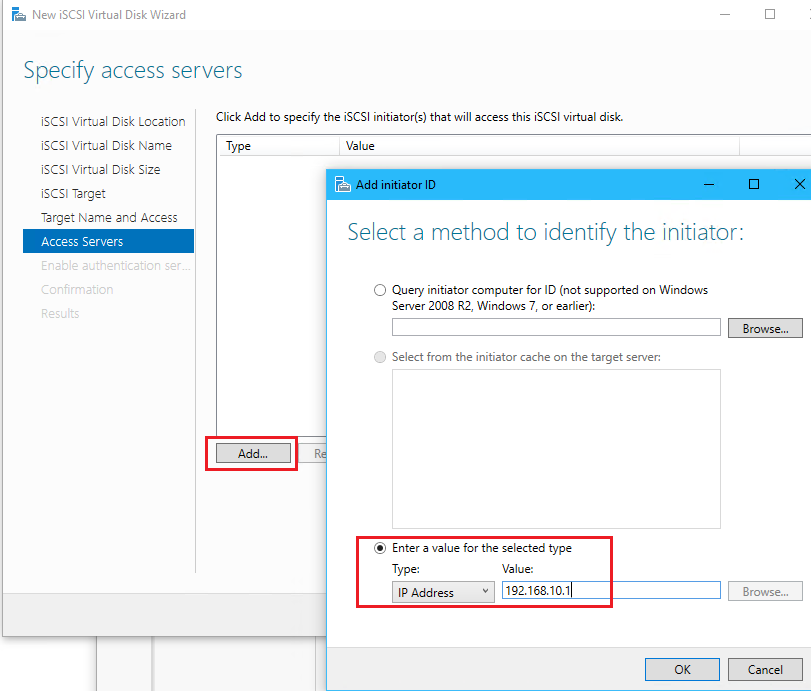 New iSCSI Virtual Disk Wizard
Specify access servers
iSCSI Virtual Disk Location
iSCSI Virtual Disk Name
iSCSI Virtual Disk Size
iSCSI Target
Target Name and Access
Access Servers
Enable authentication ser...
Confirmation
Results
Click Add to specify the iSCSI initiator(s) that will access this iSCSI virtual disk.
Type Value
Add... Re
Add initiator ID
Select a method to identify the initiator:
Query initiator computer for ID (not supported on Windows
Server 2008 R2, Windows 7, or earlier):
Browse...
Select from the initiator cache on the target server:
Enter a value for the selected type
Type: Value:
IP Address 192.168.10.1 Browse...
OK Cancel